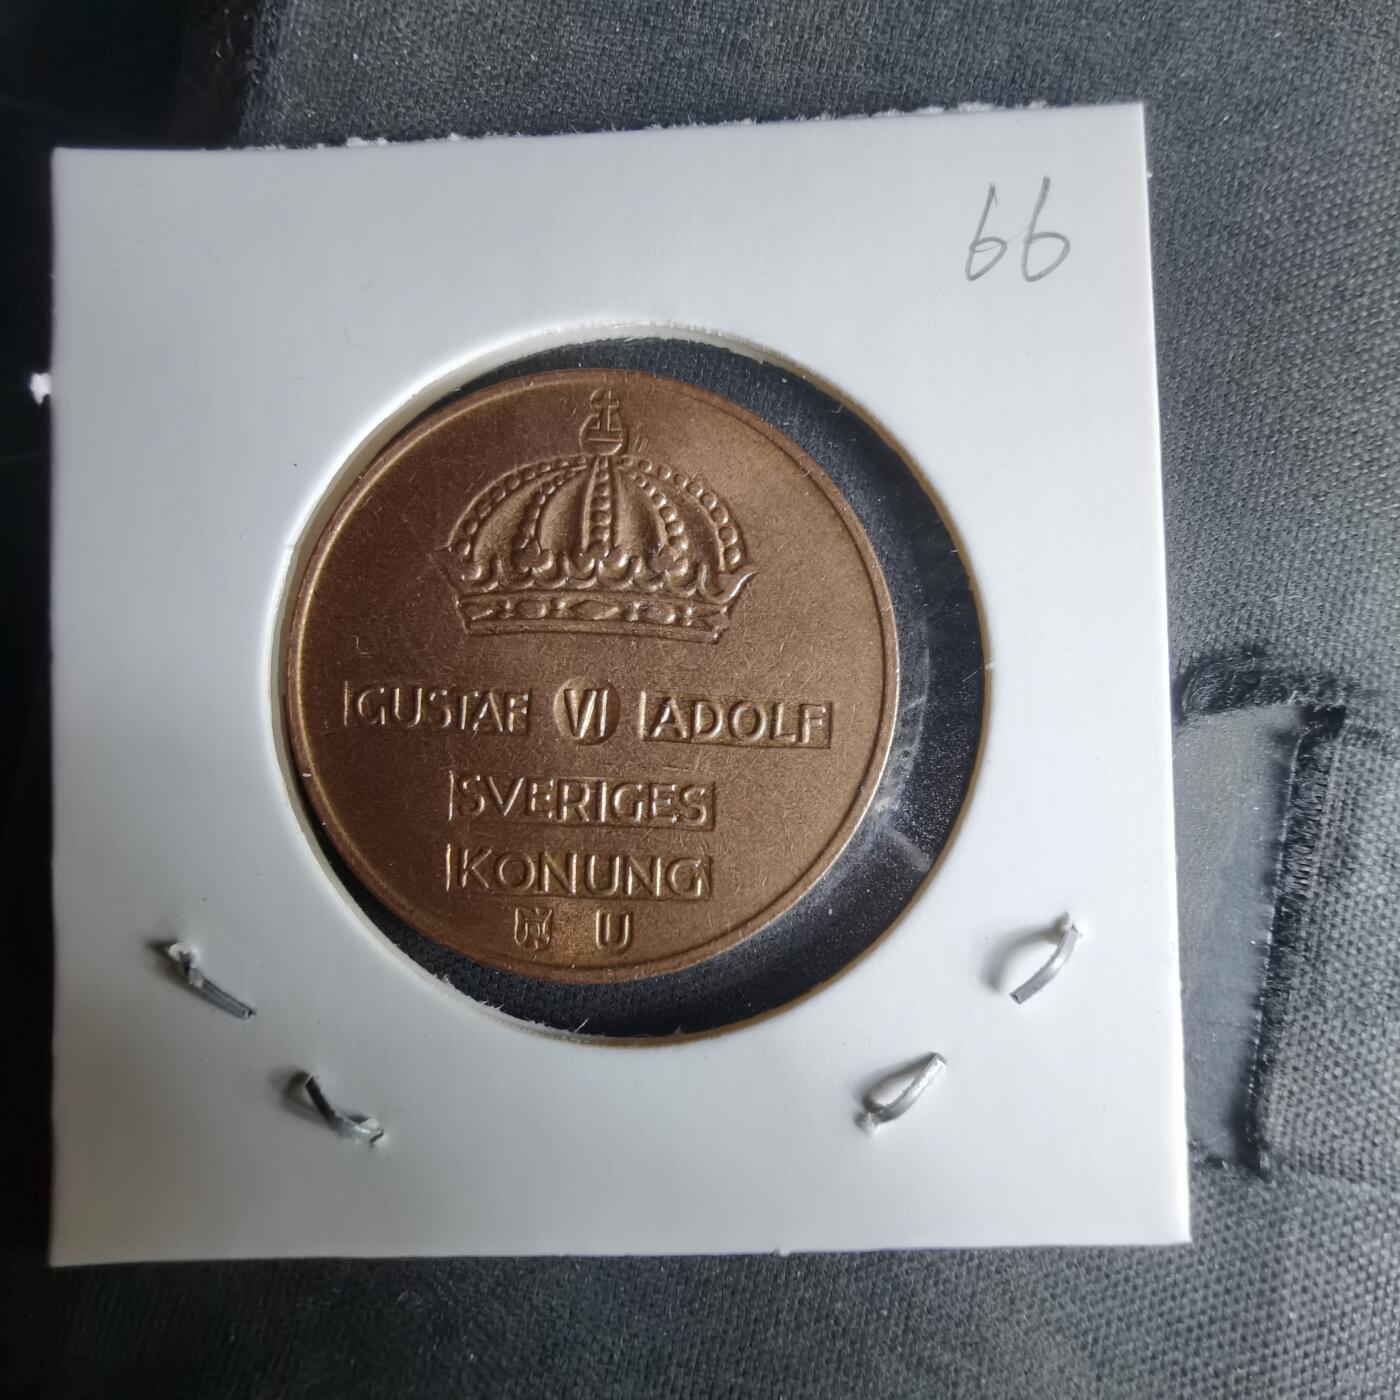 66
GUSTAF VI ADOLF
SVERIGES
KONUNG
U